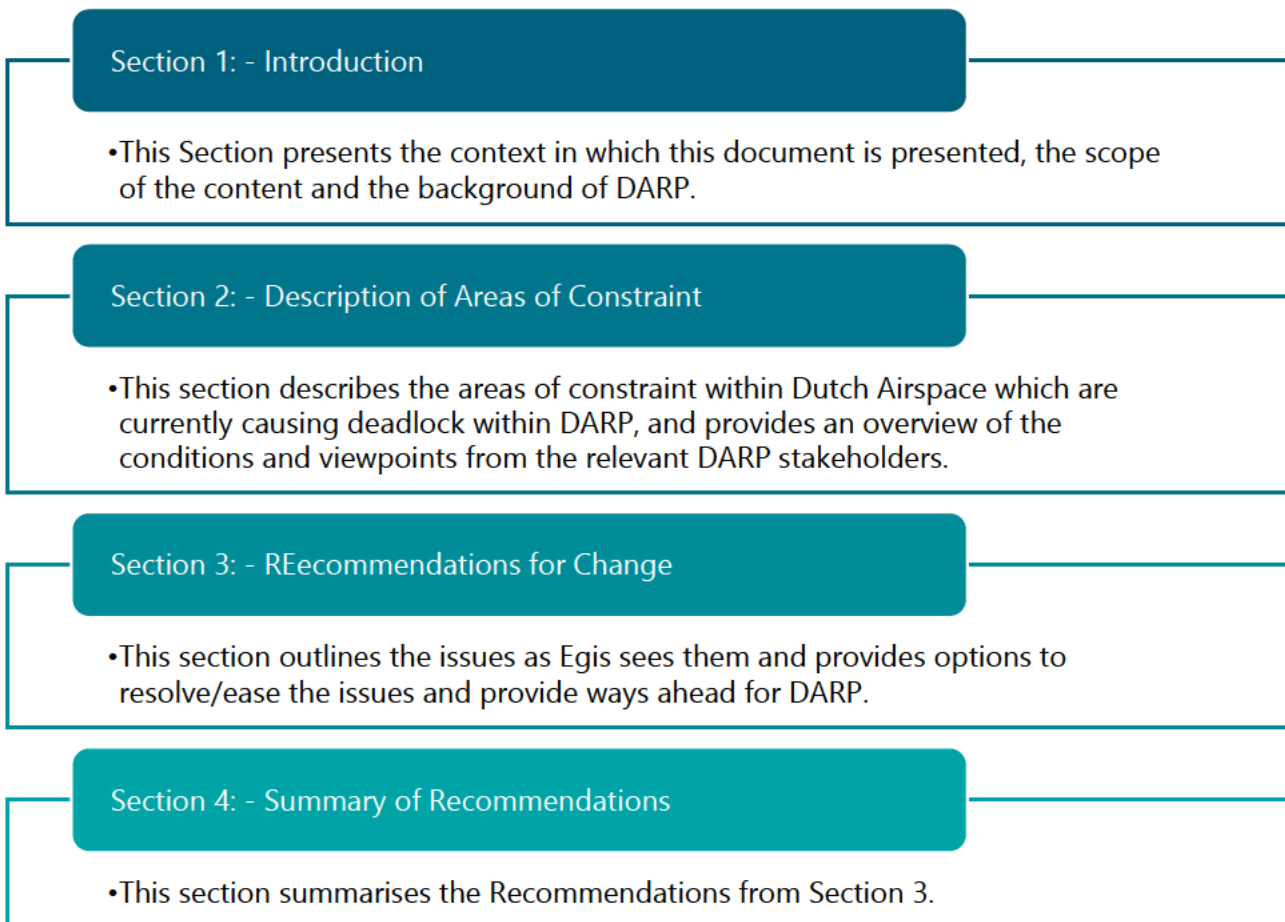 Section 1: - Introduction
•This Section presents the context in which this document is presented, the scope
of the content and the background of DARP.
Section 2: - Description of Areas of Constraint
•This section describes the areas of constraint within Dutch Airspace which are
currently causing deadlock within DARP, and provides an overview of the
conditions and viewpoints from the relevant DARP stakeholders.
Section 3: - REecommendations for Change
•This section outlines the issues as Egis sees them and provides options to
resolve/ease the issues and provide ways ahead for DARP.
Section 4: - Summary of Recommendations
•This section summarises the Recommendations from Section 3.